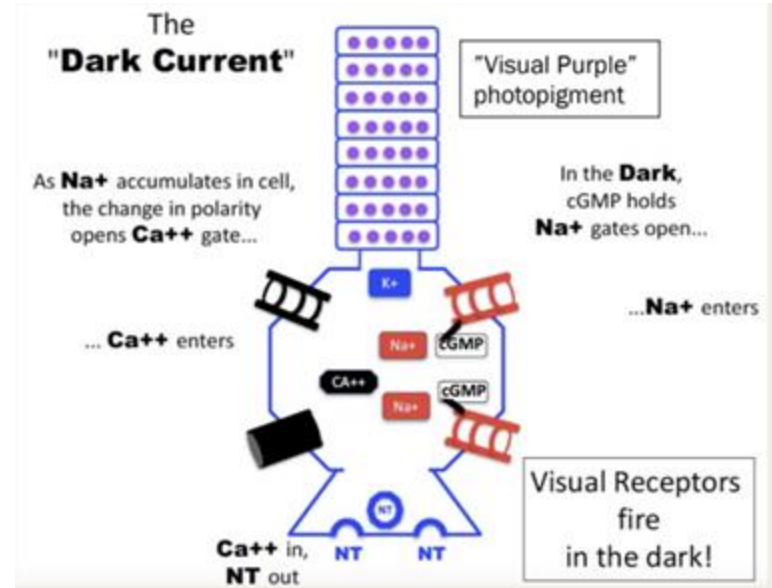 The
"Dark Current"
"Visual Purple"
photopigment
As Na+ accumulates in cell,
the change in polarity
opens Ca++ gate...
In the Dark,
cGMP holds
Na+ gates open...
K+
...Na+ enters
... Ca++ enters
Na+
cGMP
CA++
cGMP
Na+
Visual Receptors
fire
in the dark!
NT
Ca++ in,
NT out
NT
NT